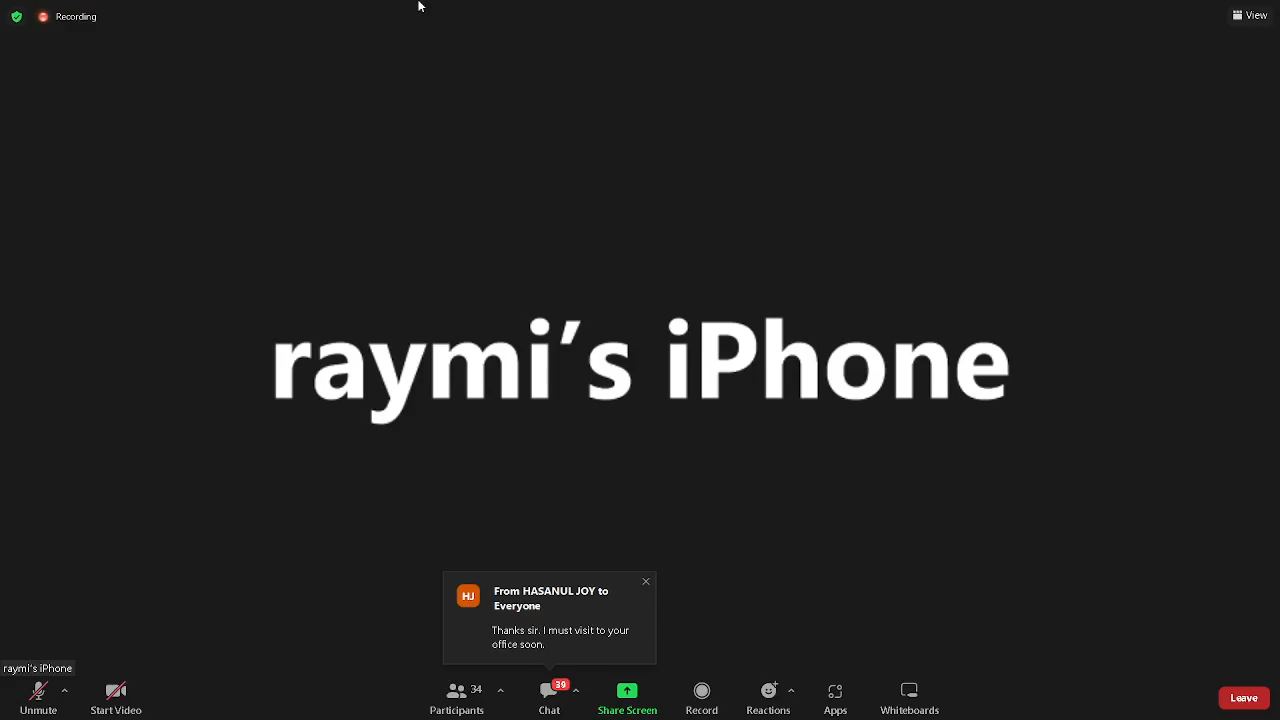 Recording
View
raymi's iPhone
HJ
From HASANUL JOY to
Everyone
Thanks sir. I must visit to your
office soon.
raymi's iPhone
34
39
Unmute
Start Video
Participants
Chat
Share Screen
Record
Reactions
Apps
Whiteboards
Leave